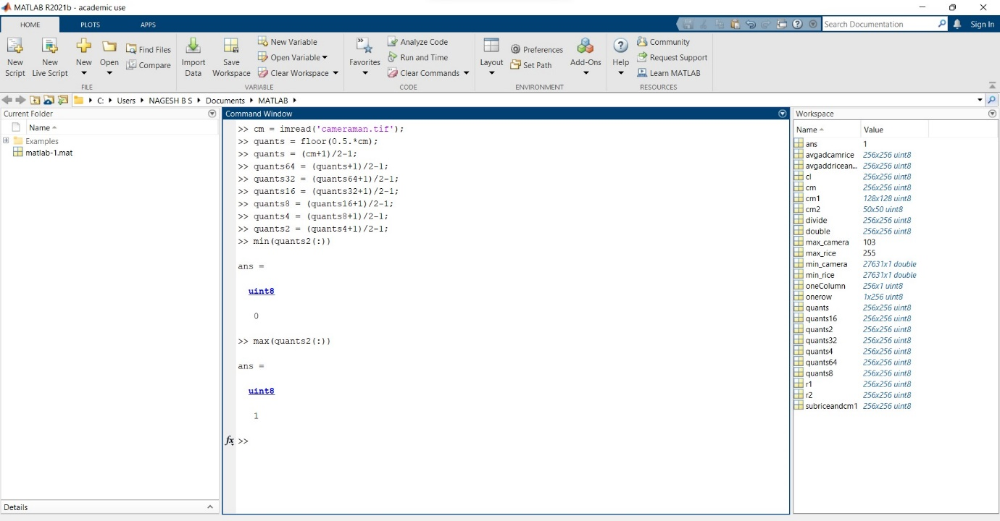 MATLAB R2021b - academic use
HOME PLOTS APPS
Search Documentation
Sign In
New Script
New Live Script
New
Open
Find Files
Compare
FILE
Import Data
Save Workspace
New Variable
Open Variable
Clear Workspace
VARIABLE
Favorites
Analyze Code
Run and Time
Clear Commands
CODE
Layout
Preferences
Set Path
Add-Ons
ENVIRONMENT
Help
Community
Request Support
Learn MATLAB
RESOURCES
C: Users NAGESH B S Documents MATLAB
Current Folder
Name
Examples
matlab-1.mat
Details
Command Window
>> cm = imread('cameraman.tif');
>> quants = floor(0.5.*cm);
>> quants = (cm+1)/2-1;
>> quants64 = (quants+1)/2-1;
>> quants32 = (quants64+1)/2-1;
>> quants16 = (quants32+1)/2-1;
>> quants8 = (quants16+1)/2-1;
>> quants4 = (quants8+1)/2-1;
>> quants2 = (quants4+1)/2-1;
>> min(quants2(:))
ans =
uint8
0
>> max(quants2(:))
ans =
uint8
1
fx >>
Workspace
Name Value
ans 1
avgadcamrice 256x256 uint8
avgaddricean... 256x256 uint8
cl 256x256 uint8
cm 256x256 uint8
cm1 128x128 uint8
cm2 50x50 uint8
divide 256x256 uint8
double 256x256 uint8
max_camera 103
max_rice 255
min_camera 27631x1 double
min_rice 27631x1 double
oneColumn 256x1 uint8
onerow 1x256 uint8
quants 256x256 uint8
quants16 256x256 uint8
quants2 256x256 uint8
quants32 256x256 uint8
quants4 256x256 uint8
quants64 256x256 uint8
quants8 256x256 uint8
r1 256x256 uint8
r2 256x256 uint8
subriceandcm1 256x256 uint8